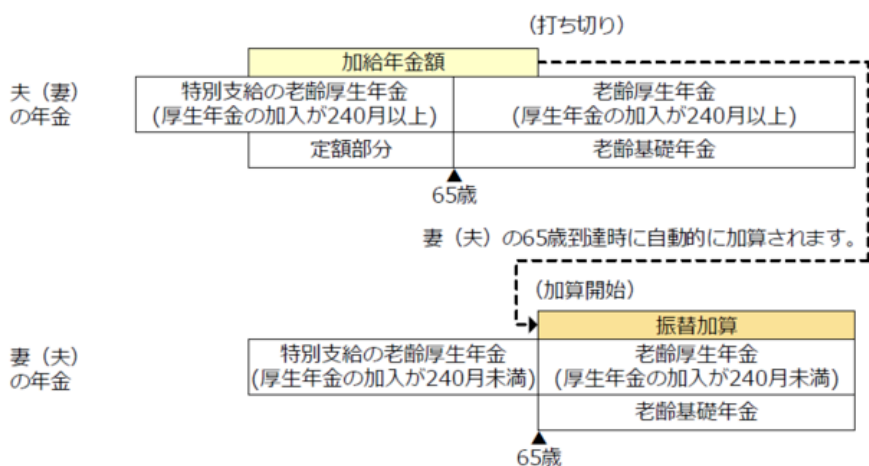 (打ち切り)
加給年金額
夫（妻）
の年金
特別支給の老齢厚生年金
(厚生年金の加入が240月以上)
老齢厚生年金
(厚生年金の加入が240月以上)
定額部分
老齢基礎年金
▲
65歳
妻（夫）の65歳到達時に自動的に加算されます。
(加算開始)
振替加算
妻（夫）
の年金
特別支給の老齢厚生年金
(厚生年金の加入が240月未満)
老齢厚生年金
(厚生年金の加入が240月未満)
老齢基礎年金
▲
65歳